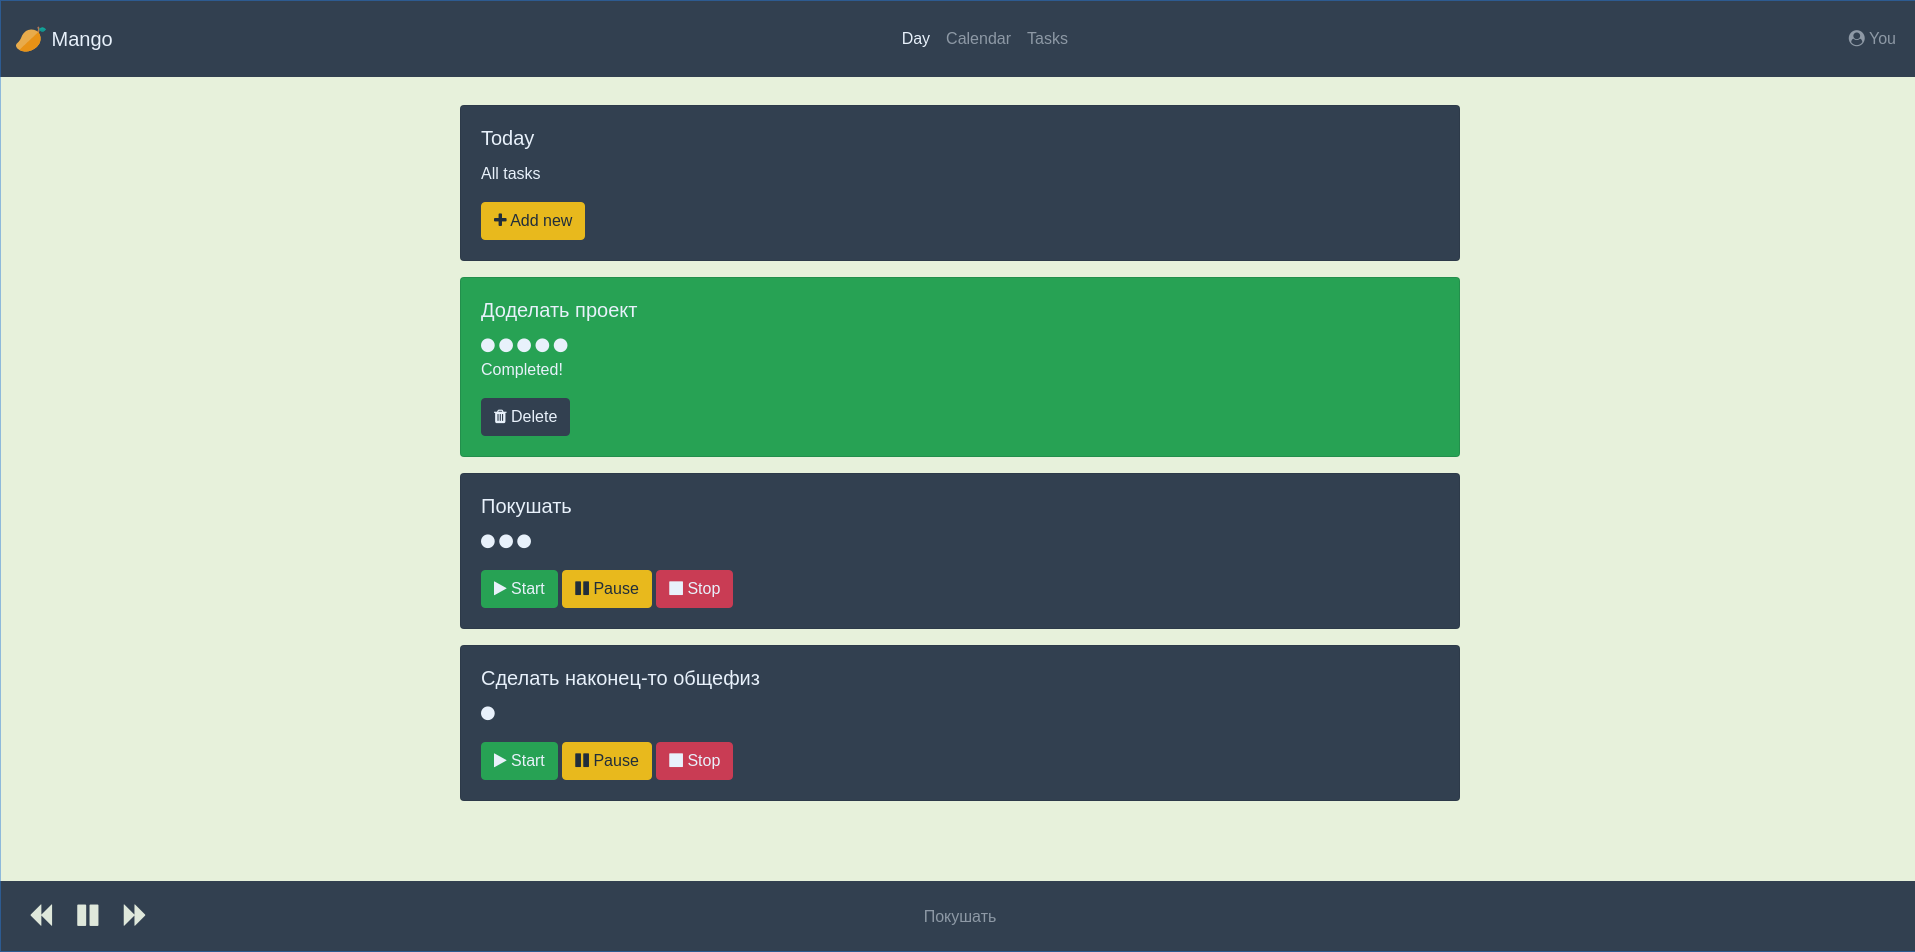 Mango
Day Calendar Tasks
You
Today
All tasks
Add new
Доделать проект
Completed!
Delete
Покушать
Start Pause Stop
Сделать наконец-то общефиз
Start Pause Stop
Покушать